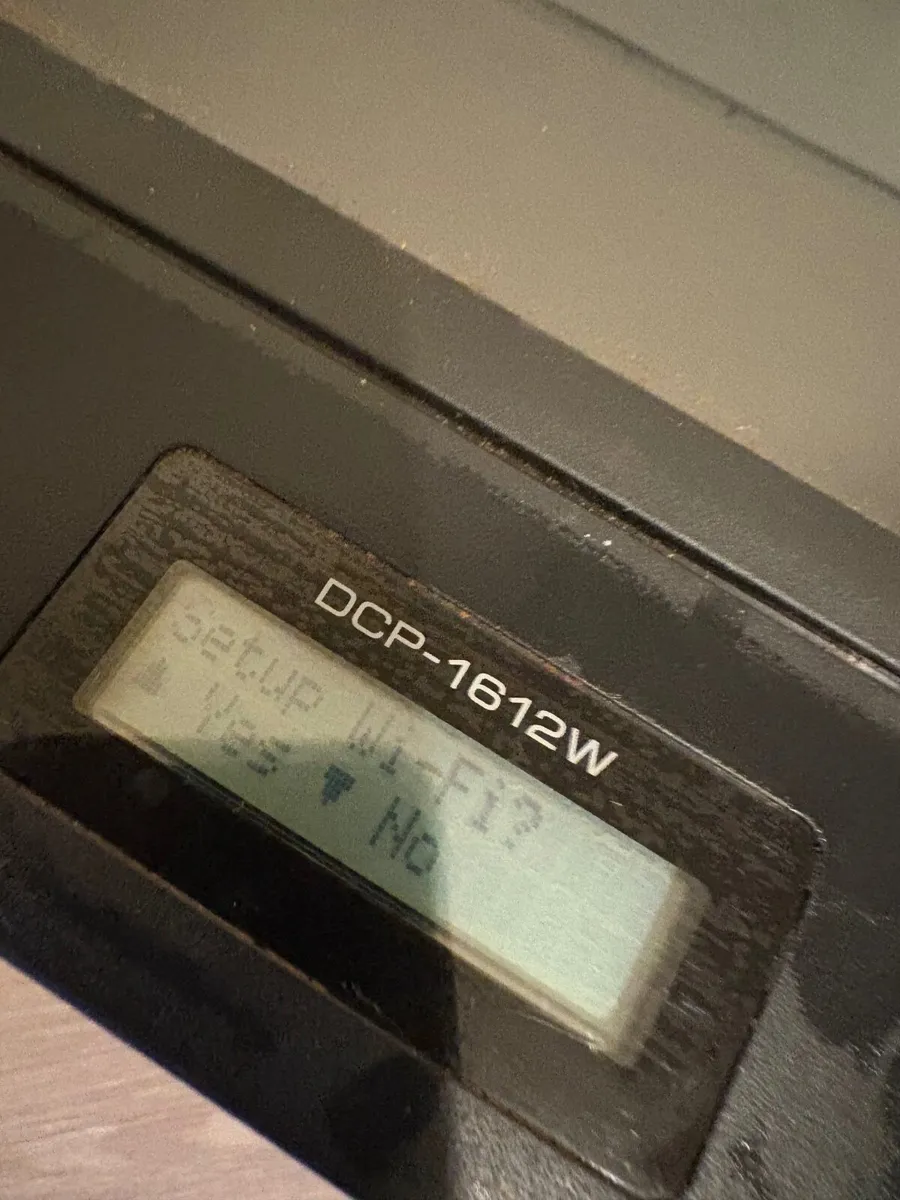 DCP-1612W
Setup Wi-Fi?
▲ Yes ▼ No